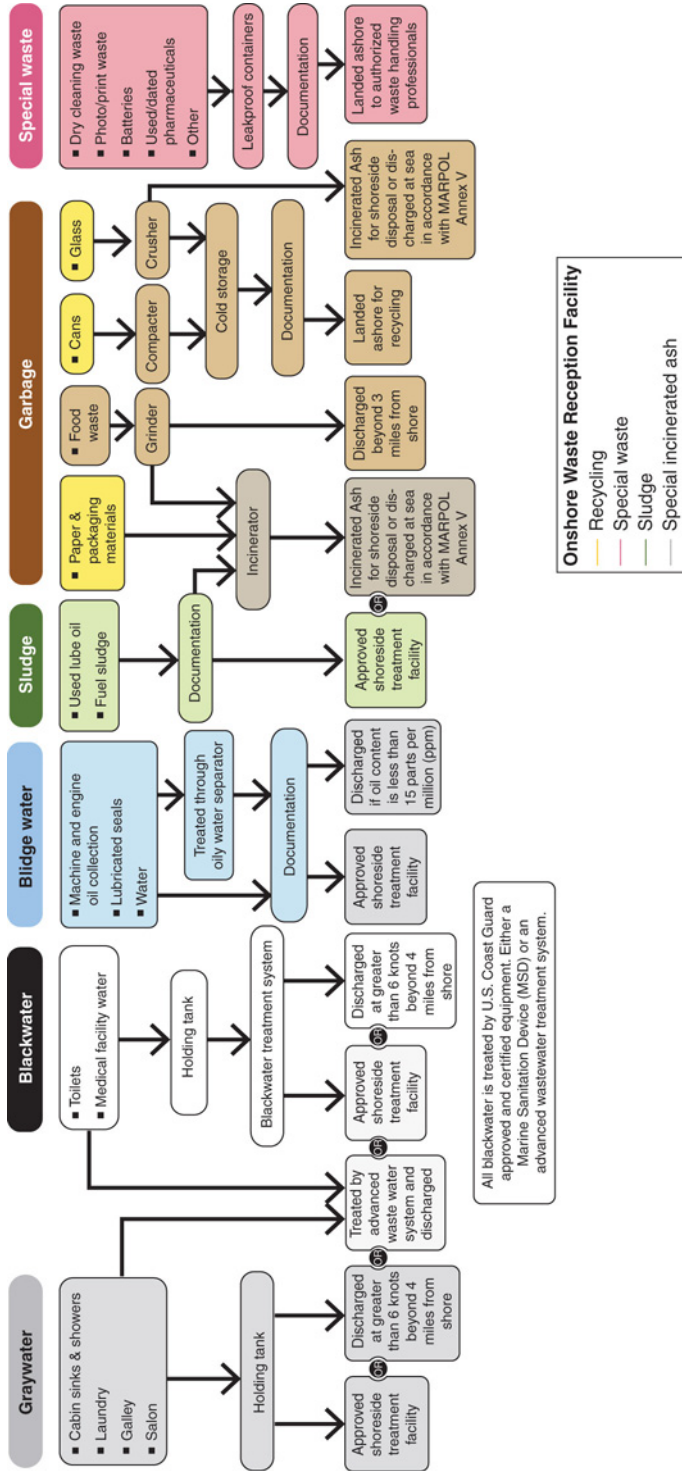 Graywater
Blackwater
Blidge water
Sludge
Garbage
Special waste
■ Cabin sinks & showers
■ Laundry
■ Galley
■ Salon
■ Toilets
■ Medical facility water
■ Machine and engine
oil collection
■ Lubricated seals
■ Water
■ Used lube oil
■ Fuel sludge
■ Paper &
packaging
materials
■ Food
waste
■ Cans
■ Glass
■ Dry cleaning waste
■ Photo/print waste
■ Batteries
■ Used/dated
pharmaceuticals
■ Other
Holding tank
Holding tank
Blackwater treatment system
Treated through
oily water separator
Documentation
Documentation
Incinerator
Grinder
Compacter
Crusher
Cold storage
Documentation
Leakproof containers
Documentation
Approved
shoreside
treatment
facility
OR
Discharged
at greater
than 6 knots
beyond 4
miles from
shore
OR
Treated by
advanced
waste water
system and
discharged
OR
Approved
shoreside
treatment
facility
OR
Discharged
at greater
than 6 knots
beyond 4
miles from
shore
Approved
shoreside
treatment
facility
Discharged
if oil content
is less than
15 parts per
million (ppm)
Approved
shoreside
treatment
facility
OR
Incinerated Ash
for shoreside
disposal or dis-
charged at sea
in accordance
with MARPOL
Annex V
Discharged
beyond 3
miles from
shore
Landed
ashore for
recycling
Incinerated Ash
for shoreside
disposal or dis-
charged at sea
in accordance
with MARPOL
Annex V
Landed ashore
to authorized
waste handling
professionals
All blackwater is treated by U.S. Coast Guard
approved and certified equipment. Either a
Marine Sanitation Device (MSD) or an
advanced wastewater treatment system.
Onshore Waste Reception Facility
Recycling
Special waste
Sludge
Special incinerated ash